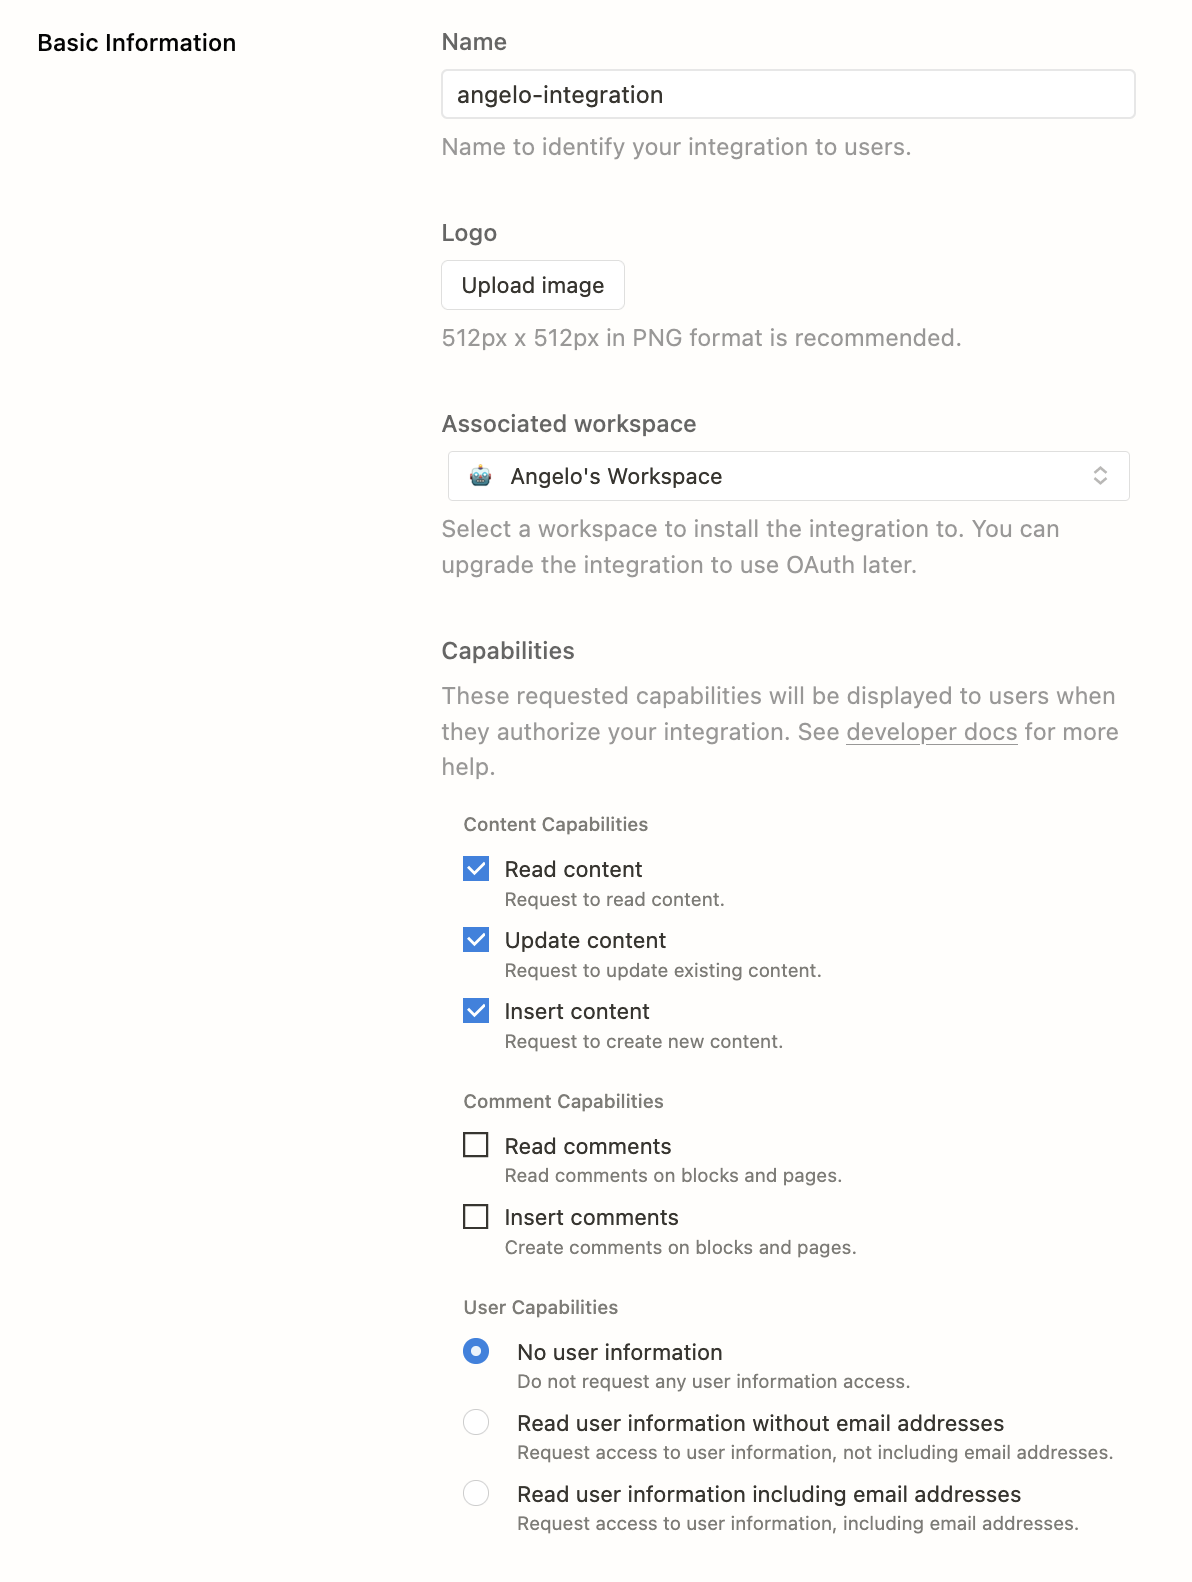 Basic Information
Name
angelo-integration
Name to identify your integration to users.
Logo
Upload image
512px x 512px in PNG format is recommended.
Associated workspace
Angelo's Workspace
Select a workspace to install the integration to. You can
upgrade the integration to use OAuth later.
Capabilities
These requested capabilities will be displayed to users when
they authorize your integration. See developer docs for more
help.
Content Capabilities
Read content
Request to read content.
Update content
Request to update existing content.
Insert content
Request to create new content.
Comment Capabilities
Read comments
Read comments on blocks and pages.
Insert comments
Create comments on blocks and pages.
User Capabilities
No user information
Do not request any user information access.
Read user information without email addresses
Request access to user information, not including email addresses.
Read user information including email addresses
Request access to user information, including email addresses.